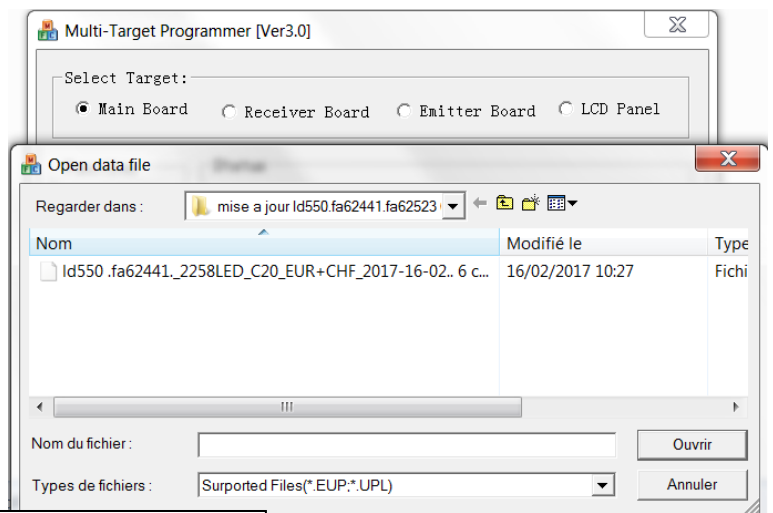 Multi-Target Programmer [Ver3.0]
Select Target:
Main Board Receiver Board Emitter Board LCD Panel
Open data file
Regarder dans : mise a jour ld550.fa62441.fa62523
Nom Modifié le Type
ld550 .fa62441._2258LED_C20_EUR+CHF_2017-16-02.. 6 c... 16/02/2017 10:27 Fichi
Nom du fichier : Ouvrir
Types de fichiers : Surported Files(*.EUP;*.UPL) Annuler